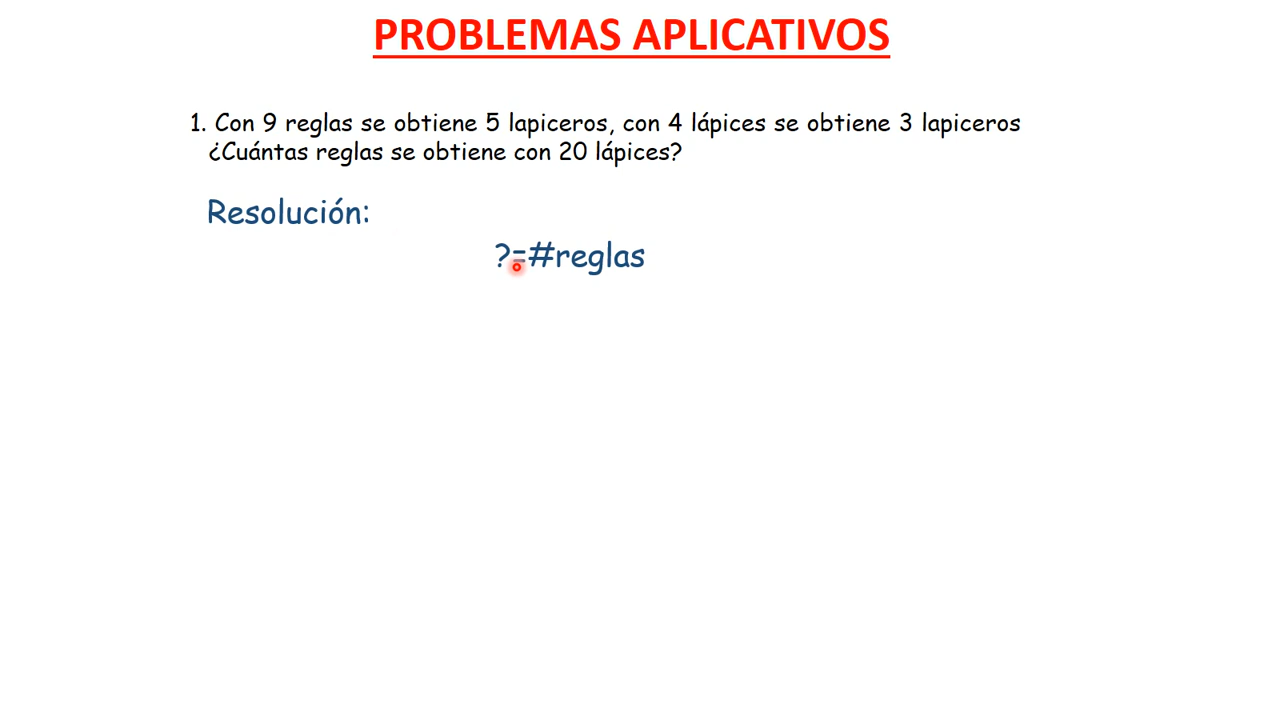 PROBLEMAS APLICATIVOS
1. Con 9 reglas se obtiene 5 lapiceros, con 4 lápices se obtiene 3 lapiceros
¿Cuántas reglas se obtiene con 20 lápices?
Resolución:
?=#reglas